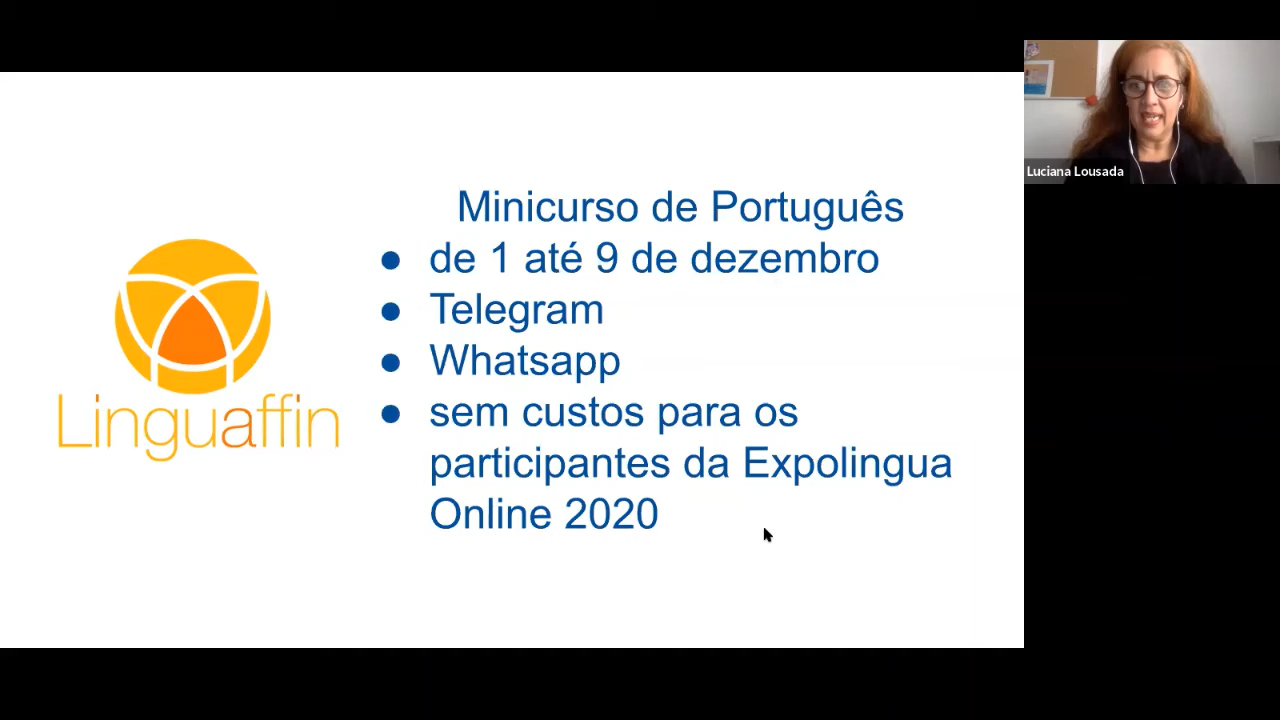 Luciana Lousada
Minicurso de Português
● de 1 até 9 de dezembro
● Telegram
● Whatsapp
● sem custos para os
participantes da Expolingua
Online 2020
Linguaffin